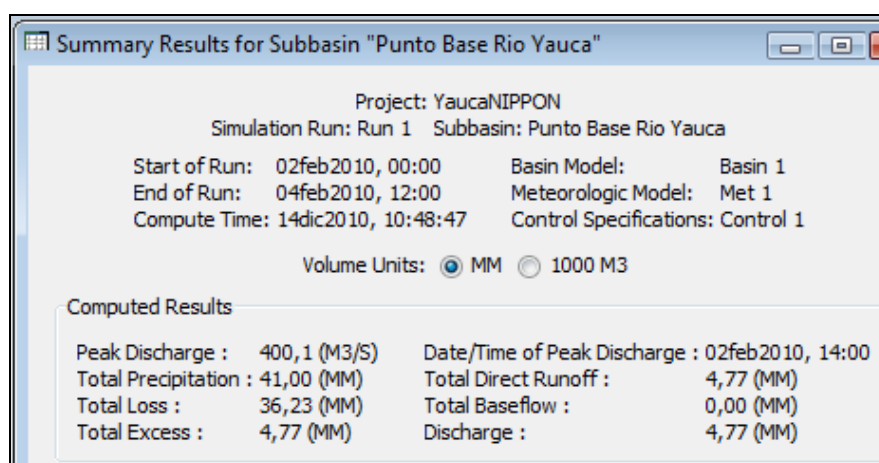 Summary Results for Subbasin "Punto Base Rio Yauca"
Project: YaucaNIPPON
Simulation Run: Run 1 Subbasin: Punto Base Rio Yauca
Start of Run: 02feb2010, 00:00 Basin Model: Basin 1
End of Run: 04feb2010, 12:00 Meteorologic Model: Met 1
Compute Time: 14dic2010, 10:48:47 Control Specifications: Control 1
Volume Units: MM 1000 M3
Computed Results
Peak Discharge : 400,1 (M3/S) Date/Time of Peak Discharge : 02feb2010, 14:00
Total Precipitation : 41,00 (MM) Total Direct Runoff : 4,77 (MM)
Total Loss : 36,23 (MM) Total Baseflow : 0,00 (MM)
Total Excess : 4,77 (MM) Discharge : 4,77 (MM)